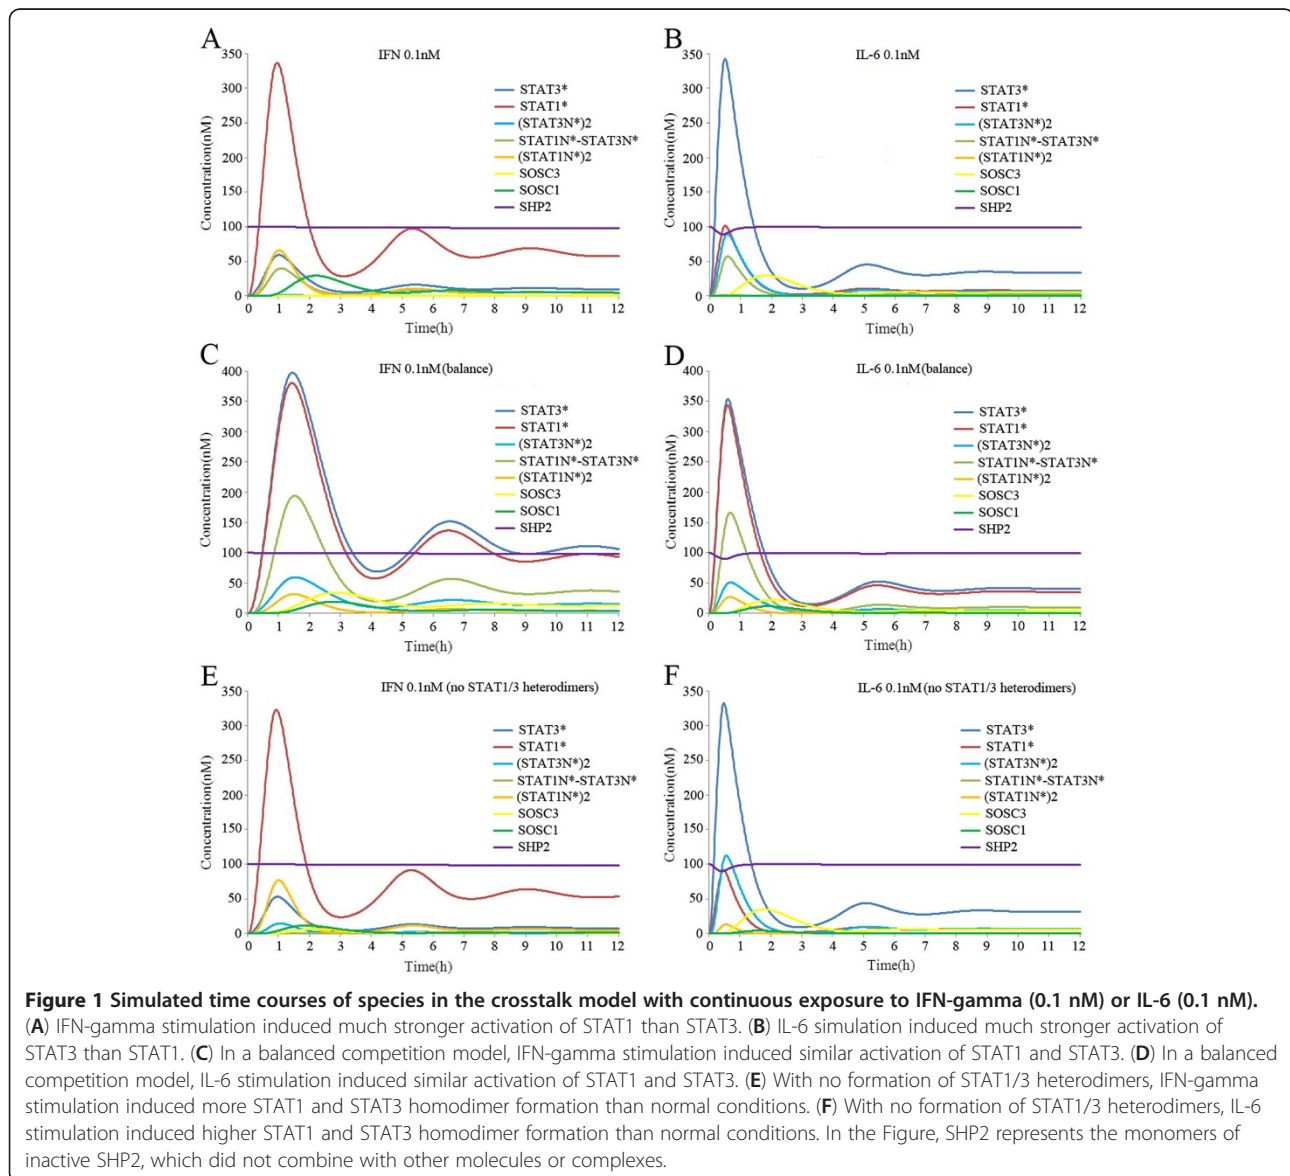 A
IFN 0.1nM
Concentration(nM)
350
300
250
200
150
100
50
0
STAT3*
STAT1*
(STAT3N*)2
STAT1N*-STAT3N*
(STAT1N*)2
SOSC3
SOSC1
SHP2
0 1 2 3 4 5 6 7 8 9 10 11 12
Time(h)
B
IL-6 0.1nM
Concentration(nM)
350
300
250
200
150
100
50
0
STAT3*
STAT1*
(STAT3N*)2
STAT1N*-STAT3N*
(STAT1N*)2
SOSC3
SOSC1
SHP2
0 1 2 3 4 5 6 7 8 9 10 11 12
Time(h)
C
IFN 0.1nM(balance)
Concentration(nM)
400
350
300
250
200
150
100
50
0
STAT3*
STAT1*
(STAT3N*)2
STAT1N*-STAT3N*
(STAT1N*)2
SOSC3
SOSC1
SHP2
0 1 2 3 4 5 6 7 8 9 10 11 12
Time(h)
D
IL-6 0.1nM(balance)
Concentration(nM)
400
350
300
250
200
150
100
50
0
STAT3*
STAT1*
(STAT3N*)2
STAT1N*-STAT3N*
(STAT1N*)2
SOSC3
SOSC1
SHP2
0 1 2 3 4 5 6 7 8 9 10 11 12
Time(h)
E
IFN 0.1nM (no STAT1/3 heterodimers)
Concentration(nM)
350
300
250
200
150
100
50
0
STAT3*
STAT1*
(STAT3N*)2
STAT1N*-STAT3N*
(STAT1N*)2
SOSC3
SOSC1
SHP2
0 1 2 3 4 5 6 7 8 9 10 11 12
Time(h)
F
IL-6 0.1nM(no STAT1/3 heterodimers)
Concentration(nM)
350
300
250
200
150
100
50
0
STAT3*
STAT1*
(STAT3N*)2
STAT1N*-STAT3N*
(STAT1N*)2
SOSC3
SOSC1
SHP2
0 1 2 3 4 5 6 7 8 9 10 11 12
Time(h)
Figure 1 Simulated time courses of species in the crosstalk model with continuous exposure to IFN-gamma (0.1 nM) or IL-6 (0.1 nM).
(A) IFN-gamma stimulation induced much stronger activation of STAT1 than STAT3. (B) IL-6 simulation induced much stronger activation of
STAT3 than STAT1. (C) In a balanced competition model, IFN-gamma stimulation induced similar activation of STAT1 and STAT3. (D) In a balanced
competition model, IL-6 stimulation induced similar activation of STAT1 and STAT3. (E) With no formation of STAT1/3 heterodimers, IFN-gamma
stimulation induced more STAT1 and STAT3 homodimer formation than normal conditions. (F) With no formation of STAT1/3 heterodimers, IL-6
stimulation induced higher STAT1 and STAT3 homodimer formation than normal conditions. In the Figure, SHP2 represents the monomers of
inactive SHP2, which did not combine with other molecules or complexes.